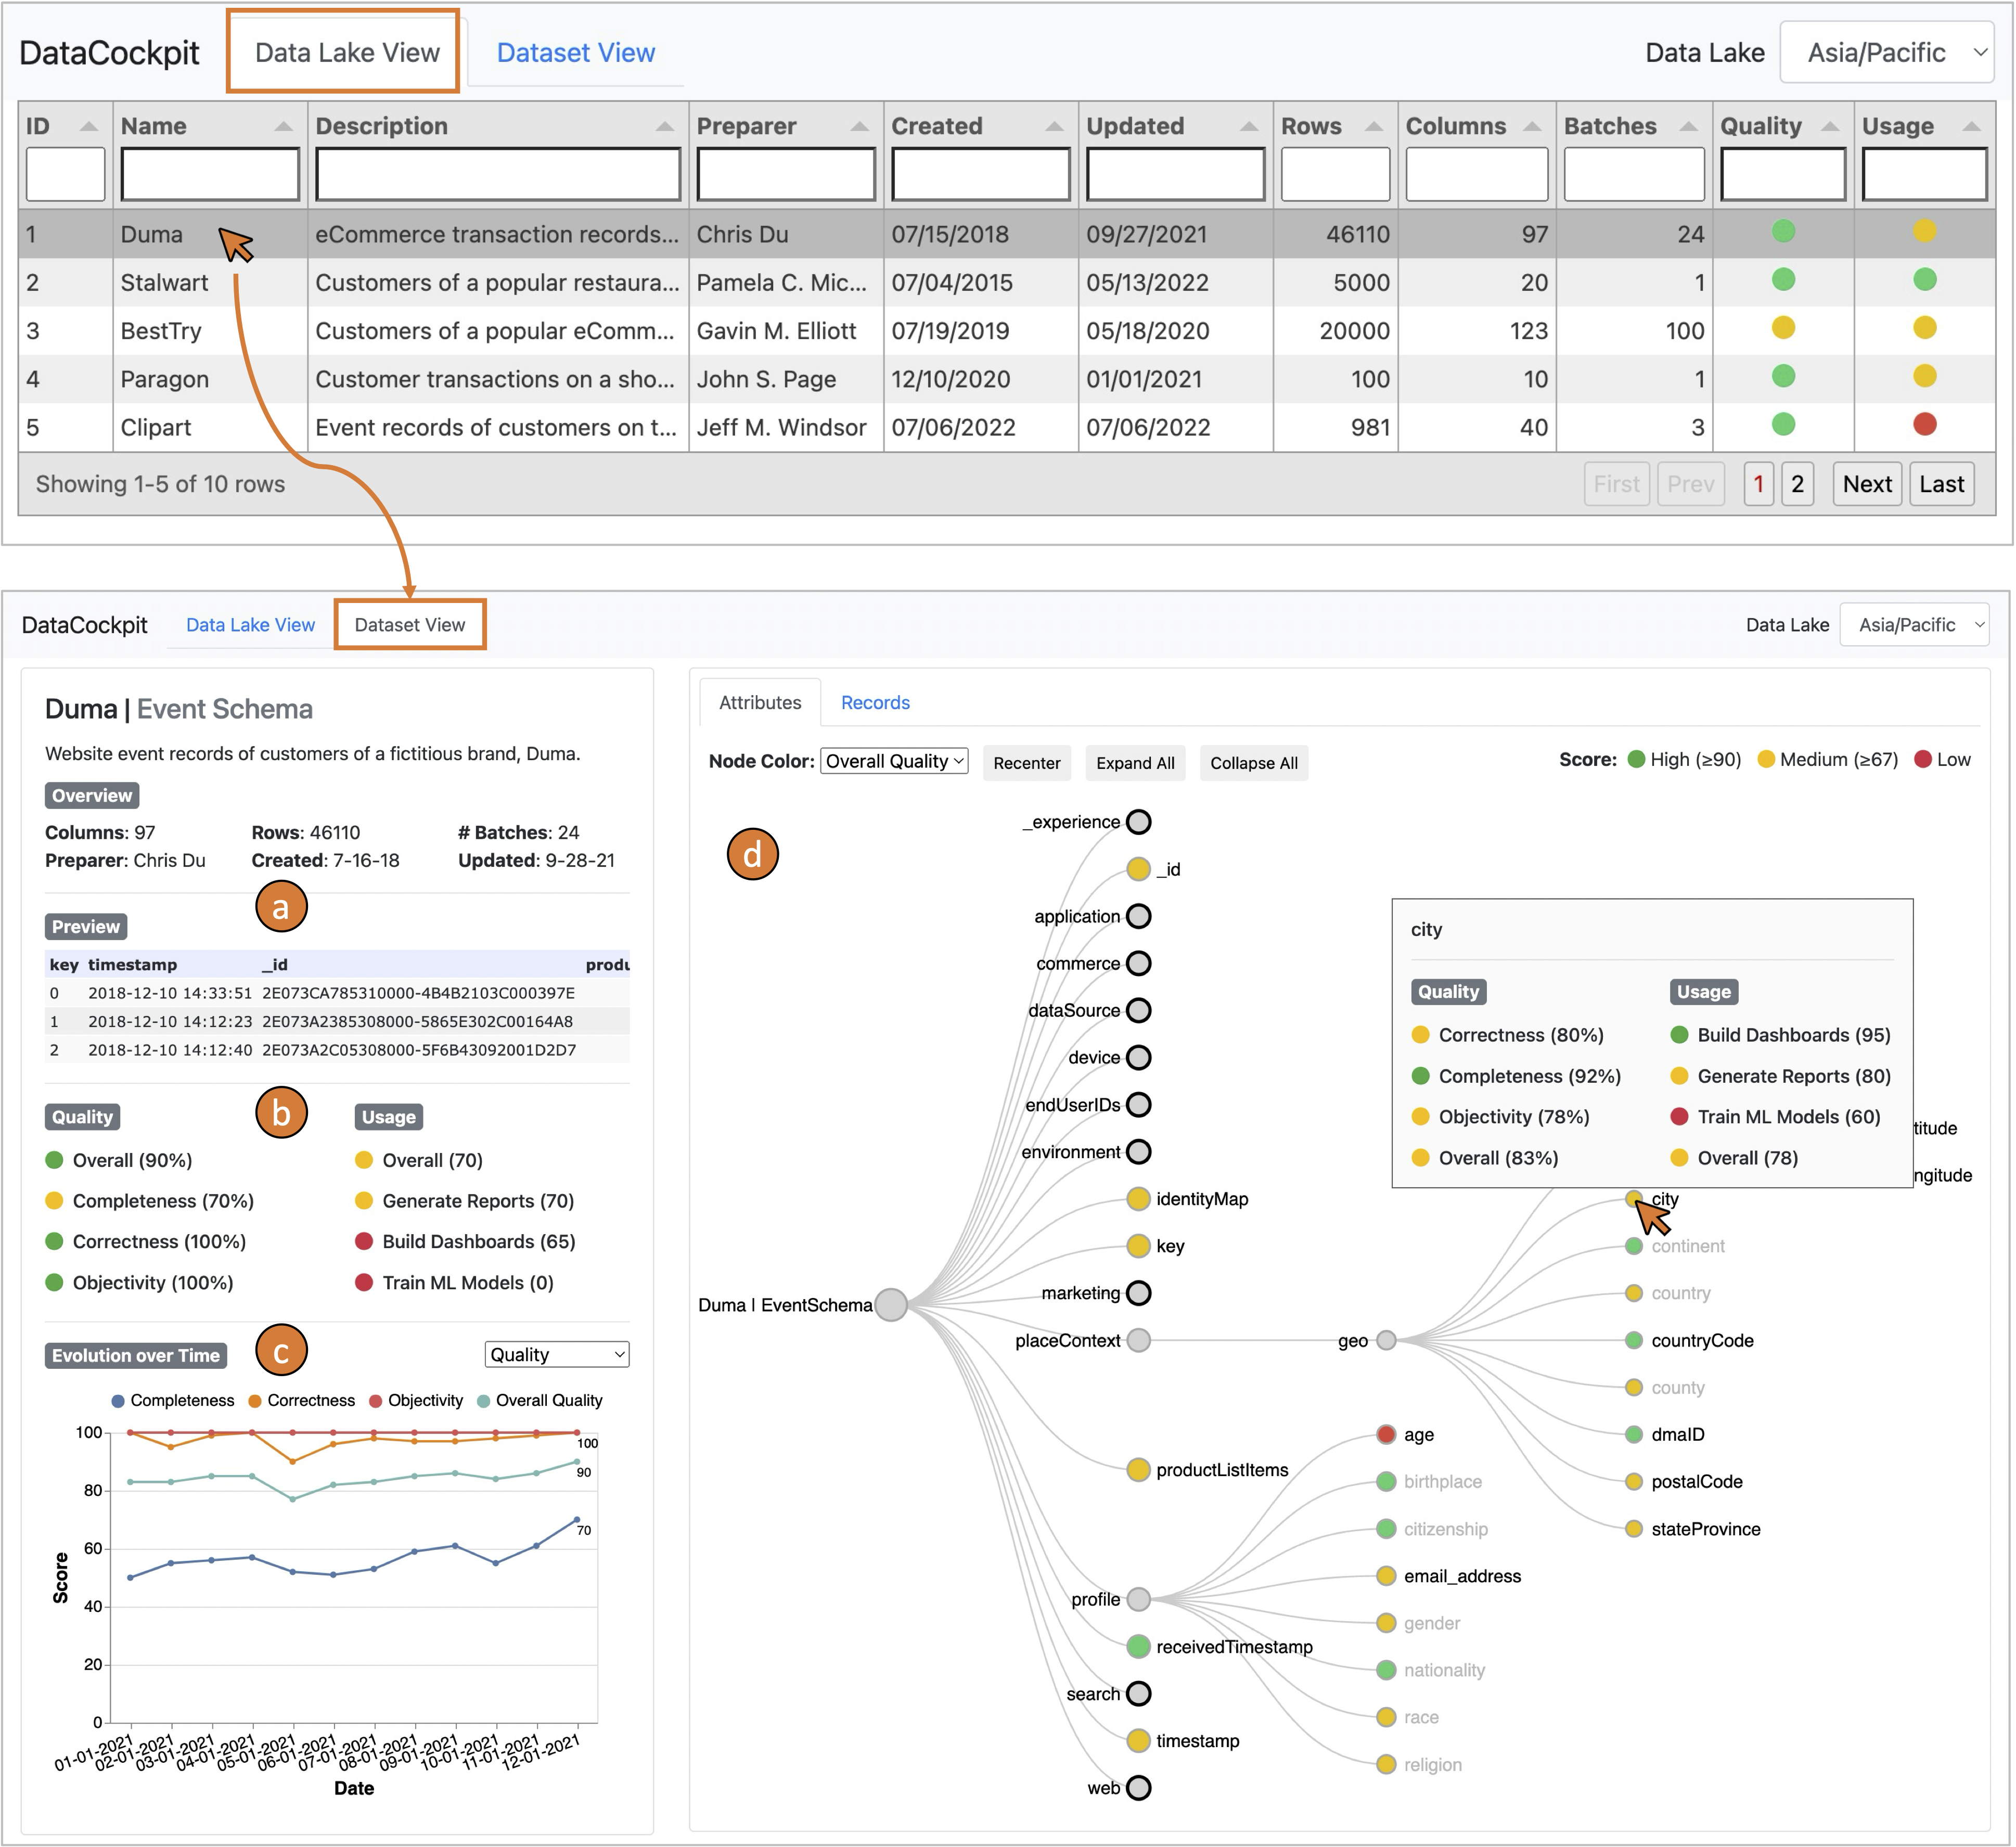 DataCockpit Data Lake View Dataset View Data Lake Asia/Pacific
ID Name Description Preparer Created Updated Rows Columns Batches Quality Usage
1 Duma eCommerce transaction records... Chris Du 07/15/2018 09/27/2021 46110 97 24
2 Stalwart Customers of a popular restaura... Pamela C. Mic... 07/04/2015 05/13/2022 5000 20 1
3 BestTry Customers of a popular eComm... Gavin M. Elliott 07/19/2019 05/18/2020 20000 123 100
4 Paragon Customer transactions on a sho... John S. Page 12/10/2020 01/01/2021 100 10 1
5 Clipart Event records of customers on t... Jeff M. Windsor 07/06/2022 07/06/2022 981 40 3
Showing 1-5 of 10 rows First Prev 1 2 Next Last
DataCockpit Data Lake View Dataset View Data Lake Asia/Pacific
Duma | Event Schema
Website event records of customers of a fictitious brand, Duma.
Overview
Columns: 97 Rows: 46110 # Batches: 24
Preparer: Chris Du Created: 7-16-18 Updated: 9-28-21
a
Preview
key timestamp _id produ
0 2018-12-10 14:33:51 2E073CA785310000-4B4B2103C000397E
1 2018-12-10 14:12:23 2E073A2385308000-5865E302C00164A8
2 2018-12-10 14:12:40 2E073A2C05308000-5F6B43092001D2D7
b
Quality Usage
Overall (90%) Overall (70)
Completeness (70%) Generate Reports (70)
Correctness (100%) Build Dashboards (65)
Objectivity (100%) Train ML Models (0)
c
Evolution over Time Quality
Completeness Correctness Objectivity Overall Quality
100
80
60
40
20
0
Score
100
90
70
01-01-2021
02-01-2021
03-01-2021
04-01-2021
05-01-2021
06-01-2021
07-01-2021
08-01-2021
09-01-2021
10-01-2021
11-01-2021
12-01-2021
Date
Attributes Records
Node Color: Overall Quality Recenter Expand All Collapse All Score: High (≥90) Medium (≥67) Low
d
Duma | EventSchema
_experience
_id
application
commerce
dataSource
device
endUserIDs
environment
identityMap
key
marketing
placeContext
productListItems
profile
receivedTimestamp
search
timestamp
web
geo
age
birthplace
citizenship
email_address
gender
nationality
race
religion
city
Quality Usage
Correctness (80%) Build Dashboards (95)
Completeness (92%) Generate Reports (80)
Objectivity (78%) Train ML Models (60)
Overall (83%) Overall (78)
titude
ngitude
city
continent
country
countryCode
county
dmaID
postalCode
stateProvince